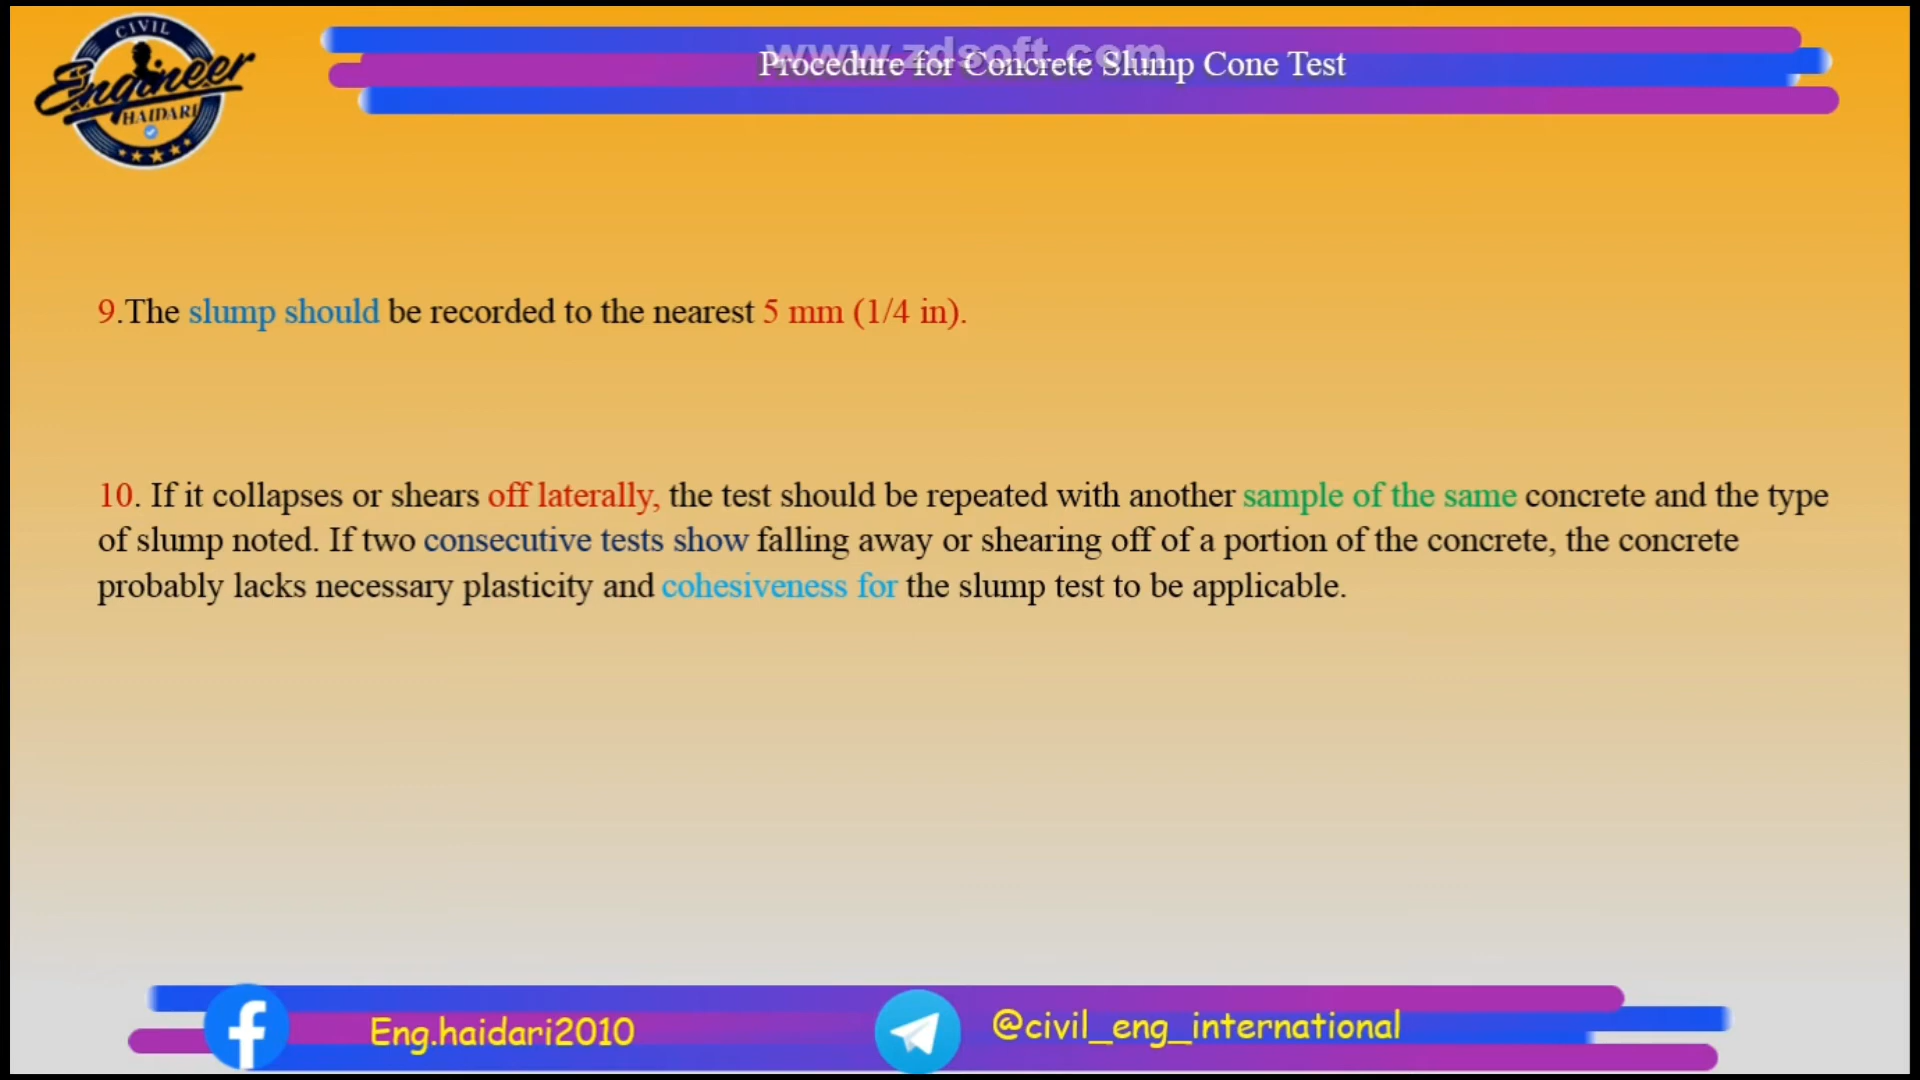 CIVIL
Engineer
HAIDARI
www.zdsoft.com
Procedure for Concrete Slump Cone Test
9.The slump should be recorded to the nearest 5 mm (1/4 in).
10. If it collapses or shears off laterally, the test should be repeated with another sample of the same concrete and the type
of slump noted. If two consecutive tests show falling away or shearing off of a portion of the concrete, the concrete
probably lacks necessary plasticity and cohesiveness for the slump test to be applicable.
Eng.haidari2010
@civil_eng_international